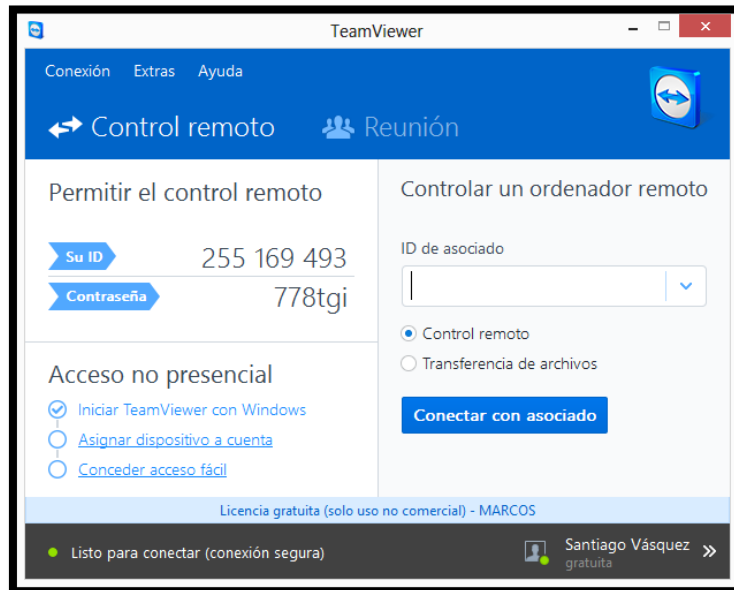 TeamViewer
Conexión Extras Ayuda
Control remoto Reunión
Permitir el control remoto
Su ID 255 169 493
Contraseña 778tgi
Acceso no presencial
Iniciar TeamViewer con Windows
Asignar dispositivo a cuenta
Conceder acceso fácil
Controlar un ordenador remoto
ID de asociado
Control remoto
Transferencia de archivos
Conectar con asociado
Licencia gratuita (solo uso no comercial) - MARCOS
Listo para conectar (conexión segura)
Santiago Vásquez
gratuita